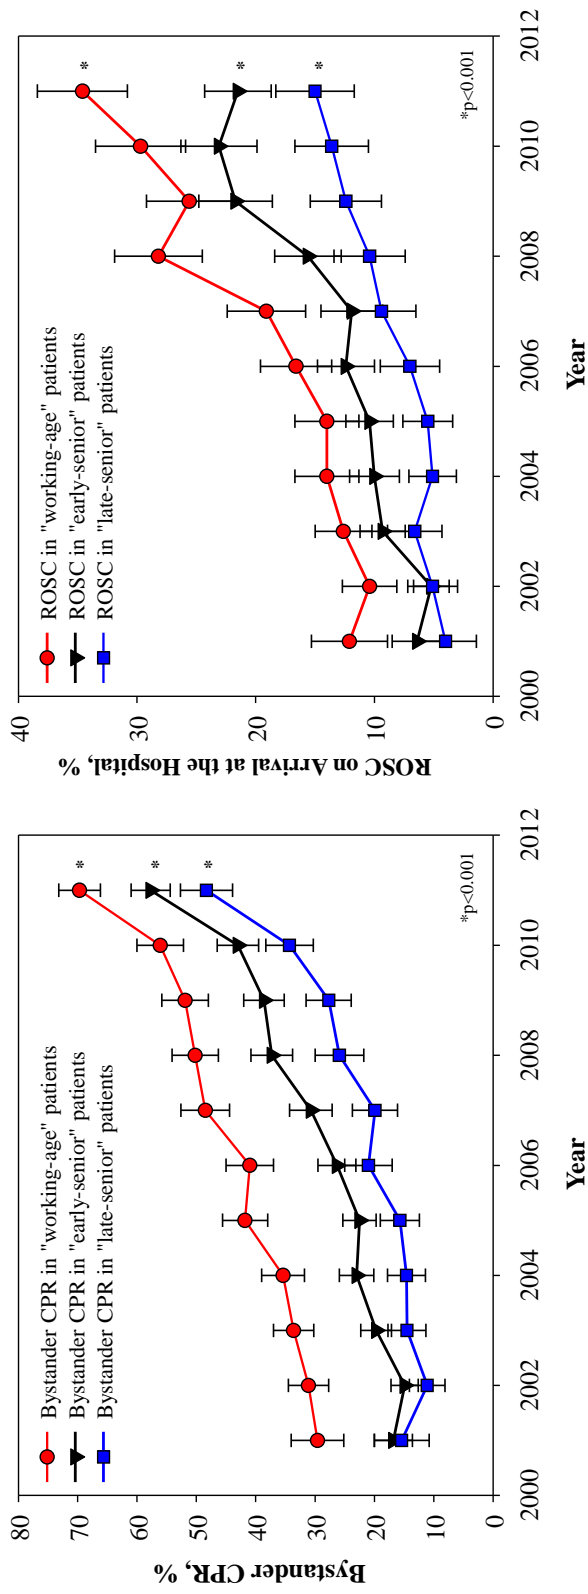 Bystander CPR, %
80
70
60
50
40
30
20
10
0
Bystander CPR in "working-age" patients
Bystander CPR in "early-senior" patients
Bystander CPR in "late-senior" patients
*
*
*
*p<0.001
2000 2002 2004 2006 2008 2010 2012
Year
ROSC on Arrival at the Hospital, %
40
30
20
10
0
ROSC in "working-age" patients
ROSC in "early-senior" patients
ROSC in "late-senior" patients
*
*
*
*p<0.001
2000 2002 2004 2006 2008 2010 2012
Year